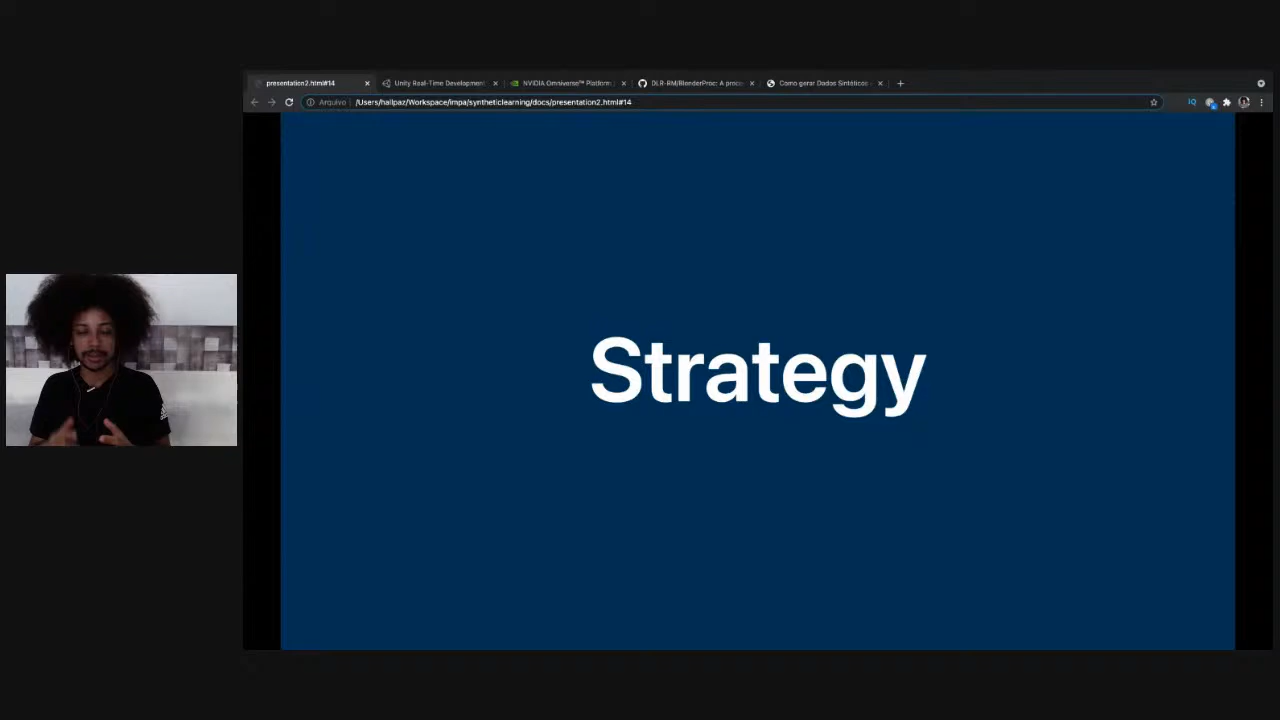 presentation2.html#14
Unity Real-Time Development
NVIDIA Omniverse™ Platform
DLR-RM/BlenderProc: A proce
Como gerar Dados Sintéticos
Arquivo
/Users/hallpaz/Workspace/impa/syntheticlearning/docs/presentation2.html#14
Strategy